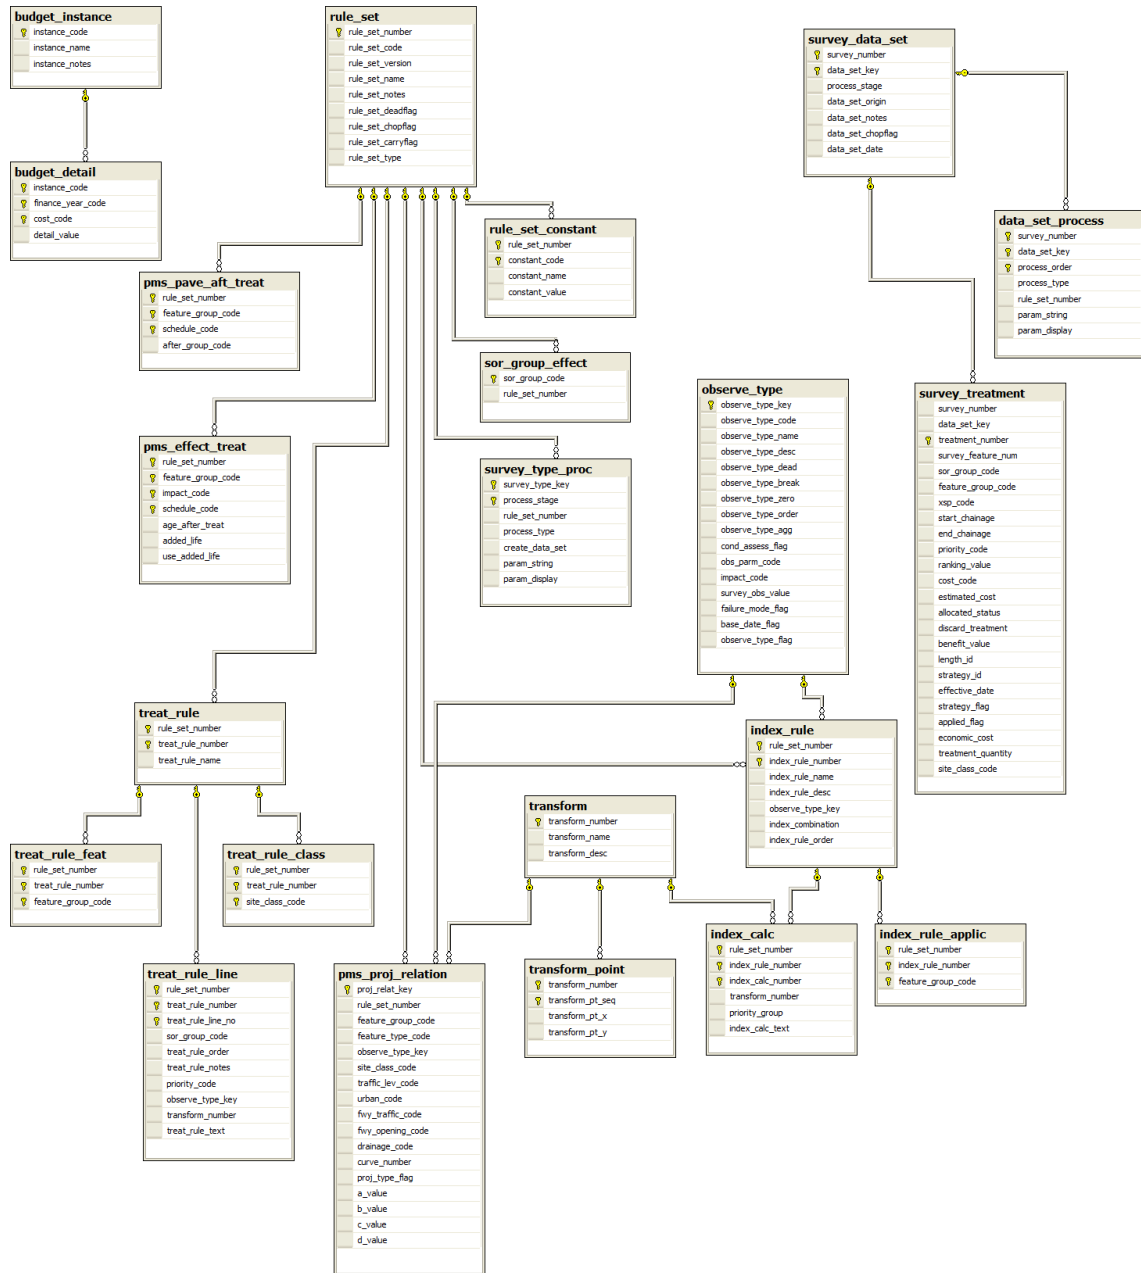 budget_instance
instance_code
instance_name
instance_notes
rule_set
rule_set_number
rule_set_code
rule_set_version
rule_set_name
rule_set_notes
rule_set_deadflag
rule_set_chopflag
rule_set_carryflag
rule_set_type
survey_data_set
survey_number
data_set_key
process_stage
data_set_origin
data_set_notes
data_set_chopflag
data_set_date
budget_detail
instance_code
finance_year_code
cost_code
detail_value
data_set_process
survey_number
data_set_key
process_order
process_type
rule_set_number
param_string
param_display
rule_set_constant
rule_set_number
constant_code
constant_name
constant_value
pms_pave_aft_treat
rule_set_number
feature_group_code
schedule_code
after_group_code
sor_group_effect
sor_group_code
rule_set_number
observe_type
observe_type_key
observe_type_code
observe_type_name
observe_type_desc
observe_type_dead
observe_type_break
observe_type_zero
observe_type_order
observe_type_agg
cond_assess_flag
obs_parm_code
impact_code
survey_obs_value
failure_mode_flag
base_date_flag
observe_type_flag
survey_treatment
survey_number
data_set_key
treatment_number
survey_feature_num
sor_group_code
feature_group_code
xsp_code
start_chainage
end_chainage
priority_code
ranking_value
cost_code
estimated_cost
allocated_status
discard_treatment
benefit_value
length_id
strategy_id
effective_date
strategy_flag
applied_flag
economic_cost
treatment_quantity
site_class_code
pms_effect_treat
rule_set_number
feature_group_code
impact_code
schedule_code
age_after_treat
added_life
use_added_life
survey_type_proc
survey_type_key
process_stage
rule_set_number
process_type
create_data_set
param_string
param_display
treat_rule
rule_set_number
treat_rule_number
treat_rule_name
index_rule
rule_set_number
index_rule_number
index_rule_name
index_rule_desc
observe_type_key
index_combination
index_rule_order
transform
transform_number
transform_name
transform_desc
treat_rule_feat
rule_set_number
treat_rule_number
feature_group_code
treat_rule_class
rule_set_number
treat_rule_number
site_class_code
index_calc
rule_set_number
index_rule_number
index_calc_number
transform_number
priority_group
index_calc_text
index_rule_applic
rule_set_number
index_rule_number
feature_group_code
treat_rule_line
rule_set_number
treat_rule_number
treat_rule_line_no
sor_group_code
treat_rule_order
treat_rule_notes
priority_code
observe_type_key
transform_number
treat_rule_text
pms_proj_relation
proj_relat_key
rule_set_number
feature_group_code
feature_type_code
observe_type_key
site_class_code
traffic_lev_code
urban_code
fwy_traffic_code
fwy_opening_code
drainage_code
curve_number
proj_type_flag
a_value
b_value
c_value
d_value
transform_point
transform_number
transform_pt_seq
transform_pt_x
transform_pt_y